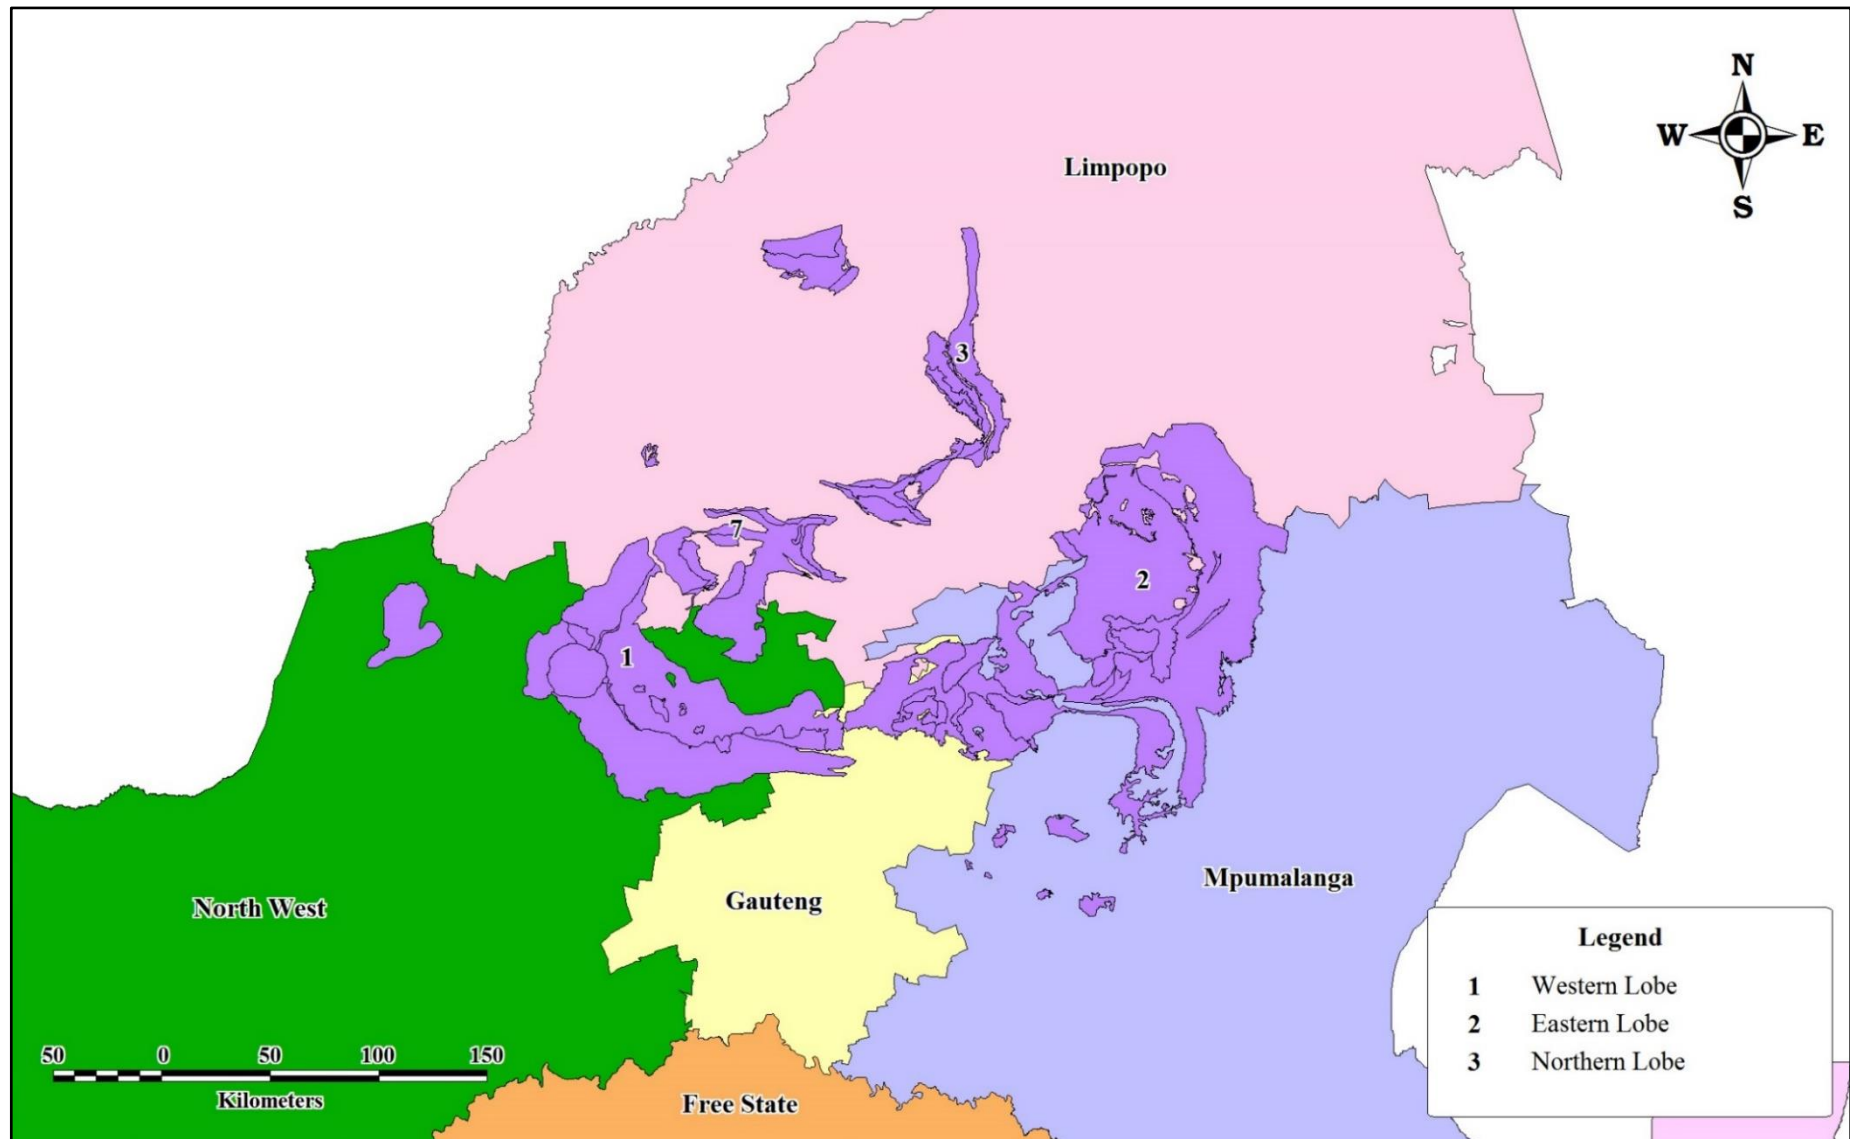 N
W E
S
Limpopo
3
7
2
1
Mpumalanga
Gauteng
North West
Legend
1 Western Lobe
2 Eastern Lobe
3 Northern Lobe
50 0 50 100 150
Kilometers
Free State